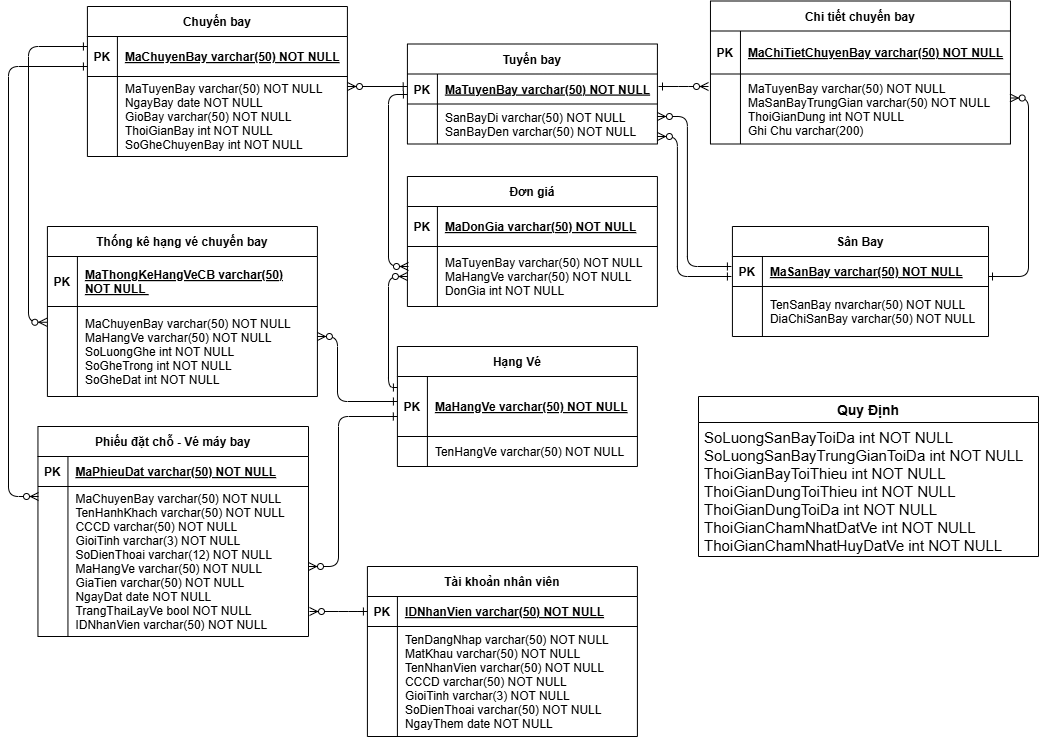 Chuyến bay
PK
MaChuyenBay varchar(50) NOT NULL
MaTuyenBay varchar(50) NOT NULL
NgayBay date NOT NULL
GioBay varchar(50) NOT NULL
ThoiGianBay int NOT NULL
SoGheChuyenBay int NOT NULL
Tuyến bay
PK
MaTuyenBay varchar(50) NOT NULL
SanBayDi varchar(50) NOT NULL
SanBayDen varchar(50) NOT NULL
Chi tiết chuyến bay
PK
MaChiTietChuyenBay varchar(50) NOT NULL
MaTuyenBay varchar(50) NOT NULL
MaSanBayTrungGian varchar(50) NOT NULL
ThoiGianDung int NOT NULL
Ghi Chu varchar(200)
Đơn giá
PK
MaDonGia varchar(50) NOT NULL
MaTuyenBay varchar(50) NOT NULL
MaHangVe varchar(50) NOT NULL
DonGia int NOT NULL
Thống kê hạng vé chuyến bay
PK
MaThongKeHangVeCB varchar(50)
NOT NULL
MaChuyenBay varchar(50) NOT NULL
MaHangVe varchar(50) NOT NULL
SoLuongGhe int NOT NULL
SoGheTrong int NOT NULL
SoGheDat int NOT NULL
Sân Bay
PK
MaSanBay varchar(50) NOT NULL
TenSanBay nvarchar(50) NOT NULL
DiaChiSanBay varchar(50) NOT NULL
Hạng Vé
PK
MaHangVe varchar(50) NOT NULL
TenHangVe varchar(50) NOT NULL
Quy Định
SoLuongSanBayToiDa int NOT NULL
SoLuongSanBayTrungGianToiDa int NOT NULL
ThoiGianBayToiThieu int NOT NULL
ThoiGianDungToiThieu int NOT NULL
ThoiGianDungToiDa int NOT NULL
ThoiGianChamNhatDatVe int NOT NULL
ThoiGianChamNhatHuyDatVe int NOT NULL
Phiếu đặt chỗ - Vé máy bay
PK
MaPhieuDat varchar(50) NOT NULL
MaChuyenBay varchar(50) NOT NULL
TenHanhKhach varchar(50) NOT NULL
CCCD varchar(50) NOT NULL
GioiTinh varchar(3) NOT NULL
SoDienThoai varchar(12) NOT NULL
MaHangVe varchar(50) NOT NULL
GiaTien varchar(50) NOT NULL
NgayDat date NOT NULL
TrangThaiLayVe bool NOT NULL
IDNhanVien varchar(50) NOT NULL
Tài khoản nhân viên
PK
IDNhanVien varchar(50) NOT NULL
TenDangNhap varchar(50) NOT NULL
MatKhau varchar(50) NOT NULL
TenNhanVien varchar(50) NOT NULL
CCCD varchar(50) NOT NULL
GioiTinh varchar(3) NOT NULL
SoDienThoai varchar(50) NOT NULL
NgayThem date NOT NULL